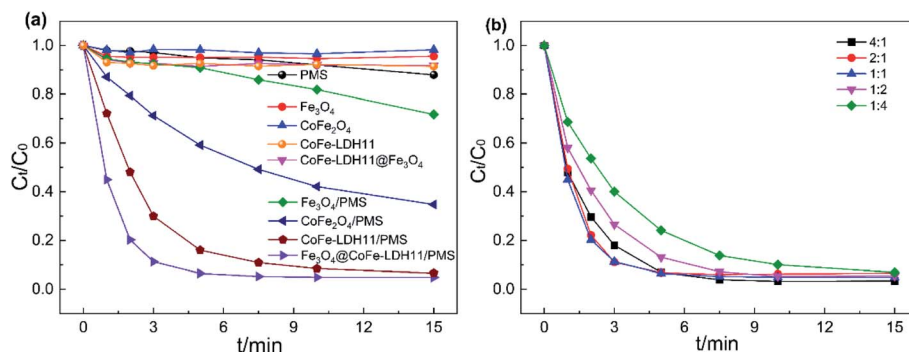 (a)
1.0
0.8
0.6
0.4
0.2
0.0
Ct/C0
PMS
Fe3O4
CoFe2O4
CoFe-LDH11
CoFe-LDH11@Fe3O4
Fe3O4/PMS
CoFe2O4/PMS
CoFe-LDH11/PMS
Fe3O4@CoFe-LDH11/PMS
0 3 6 9 12 15
t/min
(b)
1.0
0.8
0.6
0.4
0.2
0.0
Ct/C0
4:1
2:1
1:1
1:2
1:4
0 3 6 9 12 15
t/min